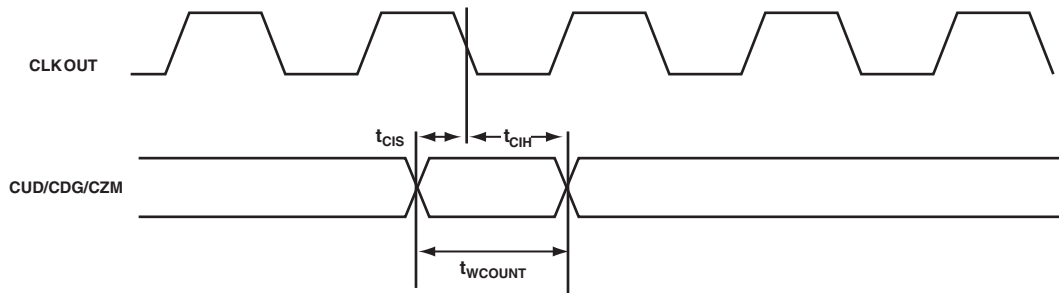 CLKOUT
tCIS
tCIH
CUD/CDG/CZM
tWCOUNT